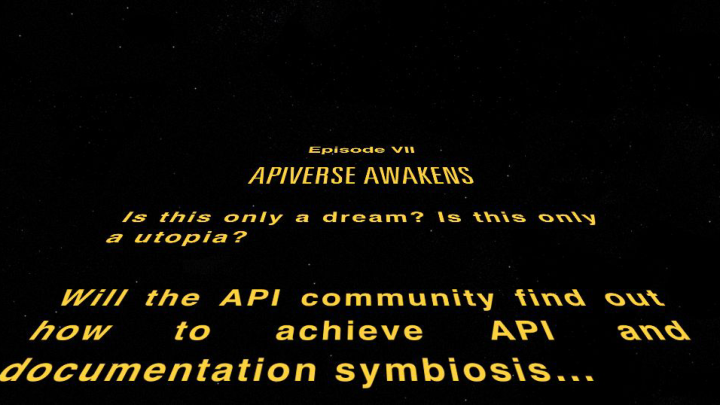 Episode VII
APIVERSE AWAKENS
Is this only a dream? Is this only
a utopia?
Will the API community find out
how to achieve API and
documentation symbiosis...